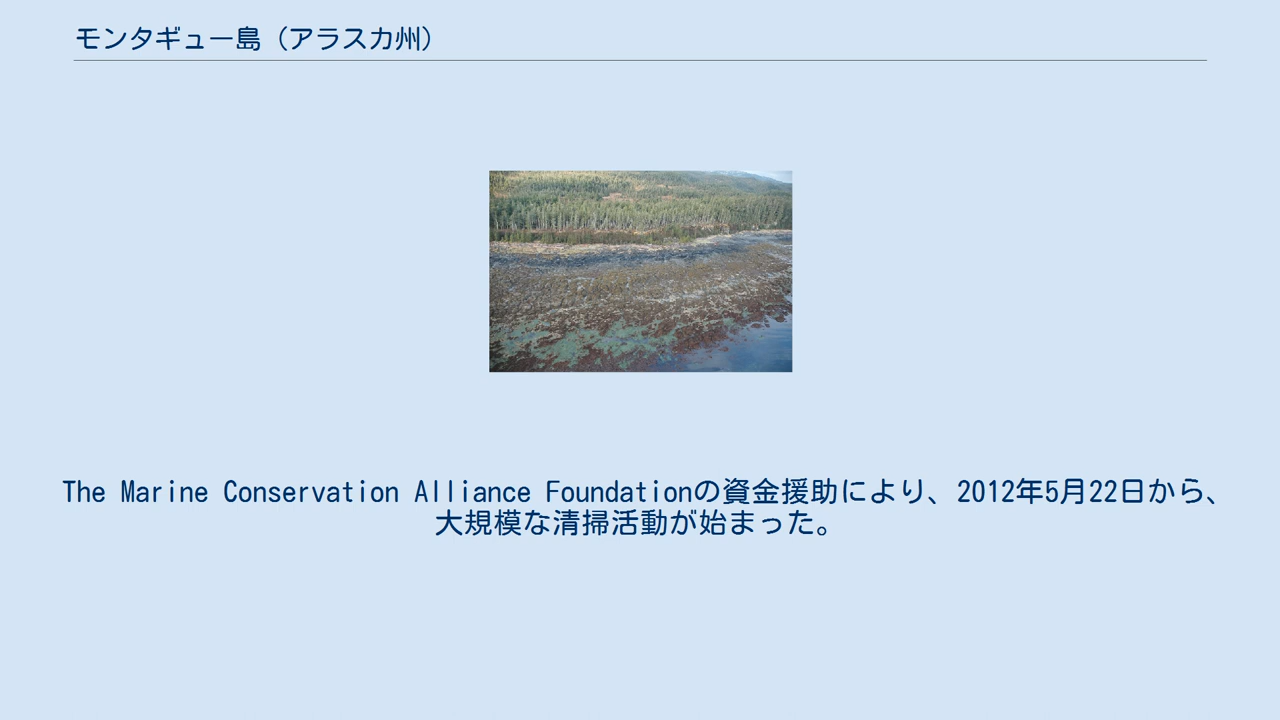 モンタギュー島（アラスカ州）
The Marine Conservation Alliance Foundationの資金援助により、2012年5月22日から、
大規模な清掃活動が始まった。